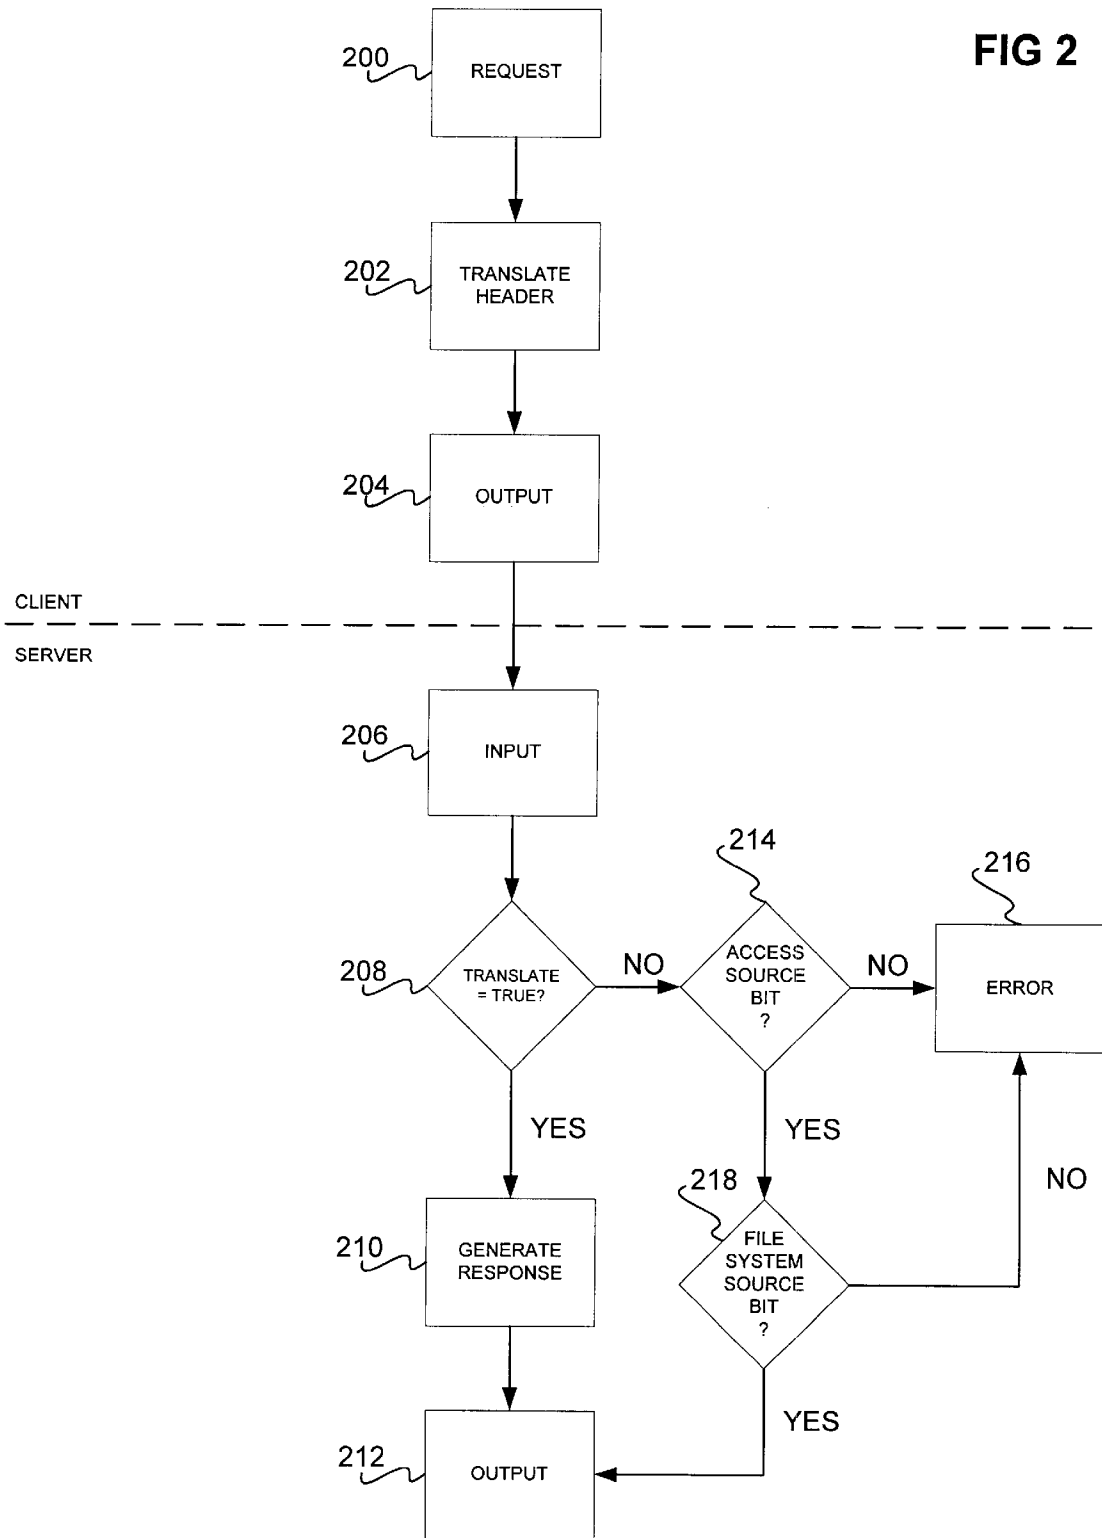 FIG 2
200
REQUEST
202
TRANSLATE
HEADER
204
OUTPUT
CLIENT
SERVER
206
INPUT
208
TRANSLATE
= TRUE?
NO
214
ACCESS
SOURCE
BIT
?
NO
216
ERROR
YES
YES
NO
210
GENERATE
RESPONSE
218
FILE
SYSTEM
SOURCE
BIT
?
YES
212
OUTPUT